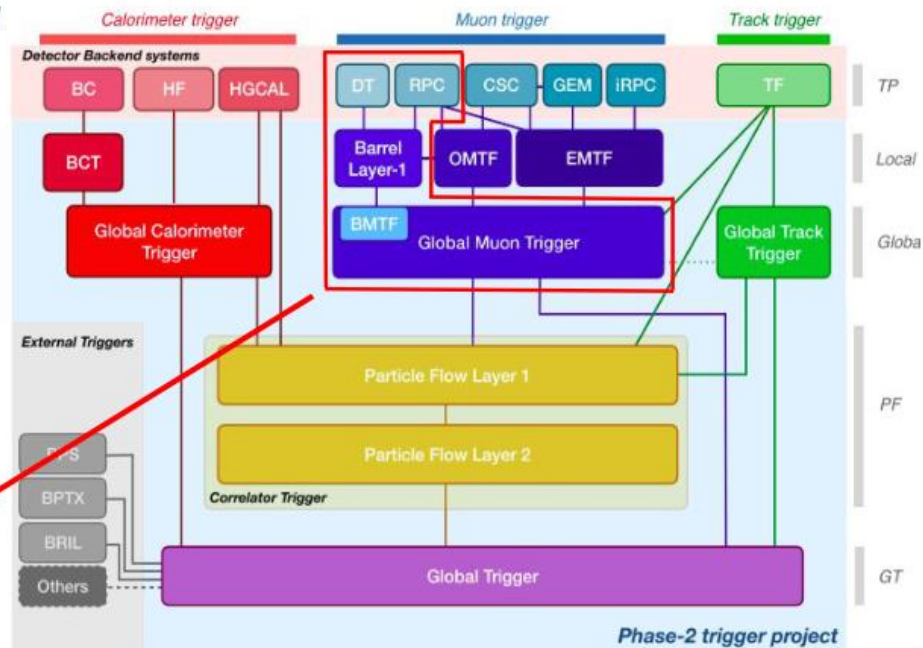 Calorimeter trigger
Muon trigger
Track trigger
Detector Backend systems
BC
HF
HGCAL
DT
RPC
CSC
GEM
iRPC
TF
TP
BCT
Barrel
Layer-1
OMTF
EMTF
Local
Global Calorimeter
Trigger
BMTF
Global Muon Trigger
Global Track
Trigger
Globa
External Triggers
Particle Flow Layer 1
PF
Particle Flow Layer 2
PPS
Correlator Trigger
BPTX
BRIL
Others
Global Trigger
GT
Phase-2 trigger project